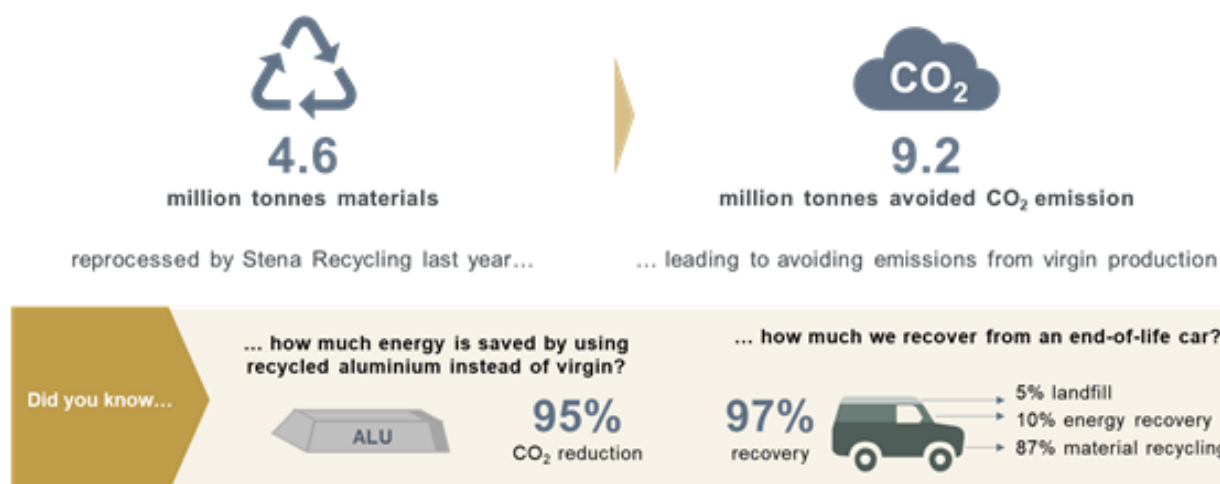 4.6
million tonnes materials
reprocessed by Stena Recycling last year…
CO₂
9.2
million tonnes avoided CO₂ emission
… leading to avoiding emissions from virgin production
Did you know…
… how much energy is saved by using
recycled aluminium instead of virgin?
ALU
95%
CO₂ reduction
… how much we recover from an end-of-life car?
97%
recovery
5% landfill
10% energy recovery
87% material recycling